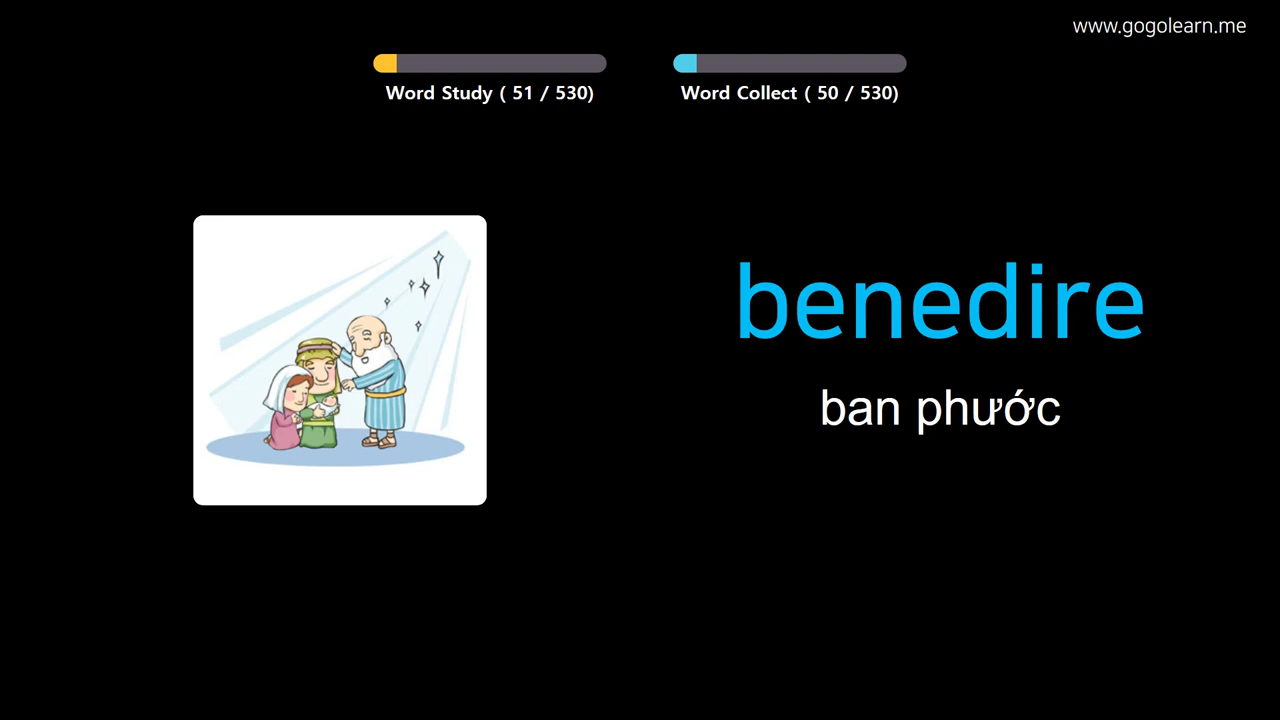 www.gogolearn.me
Word Study ( 51 / 530)
Word Collect ( 50 / 530)
benedire
ban phước